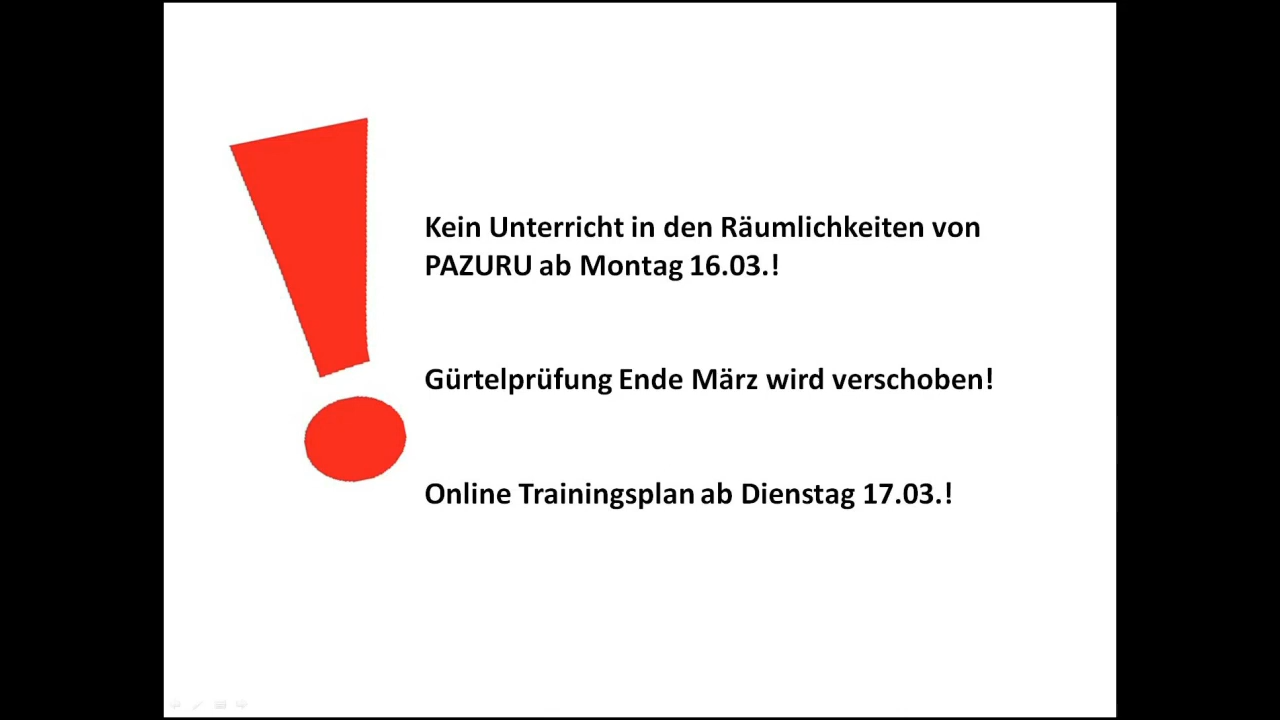 Kein Unterricht in den Räumlichkeiten von
PAZURU ab Montag 16.03.!
Gürtelprüfung Ende März wird verschoben!
Online Trainingsplan ab Dienstag 17.03.!